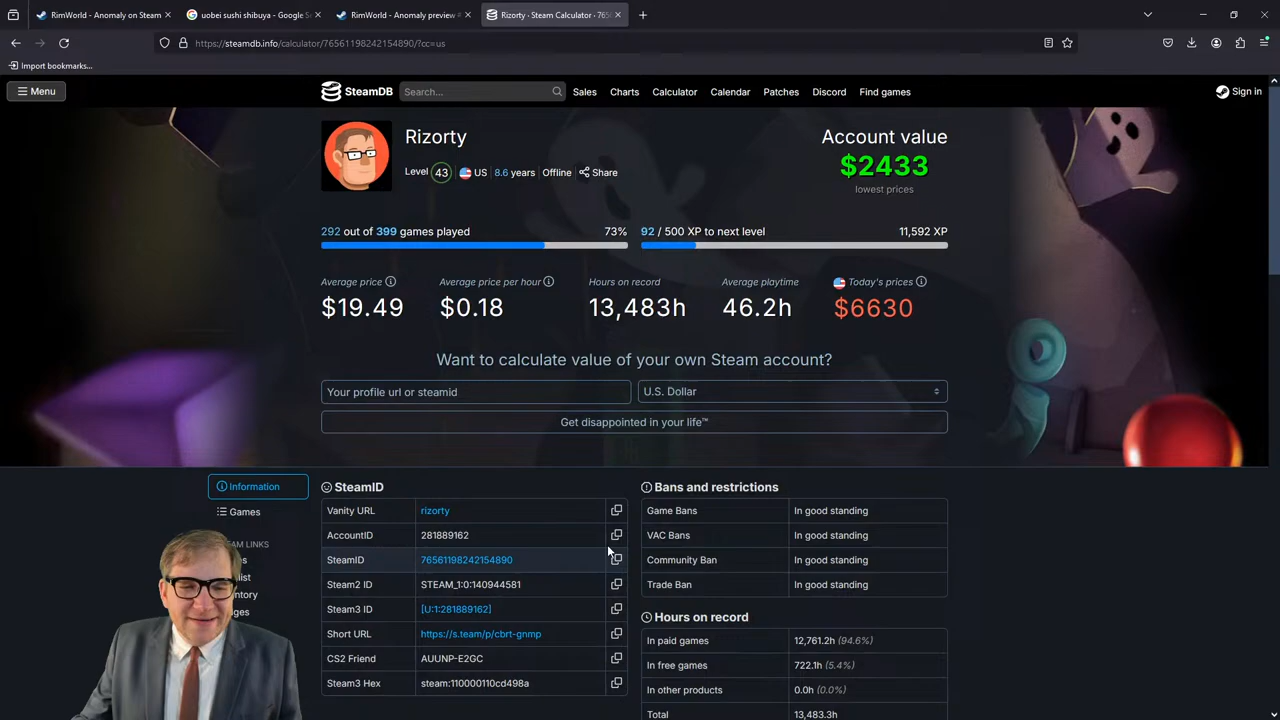 RimWorld - Anomaly on Steam
uobei sushi shibuya - Google S
RimWorld - Anomaly preview #
Rizorty · Steam Calculator · 765
https://steamdb.info/calculator/76561198242154890/?cc=us
Import bookmarks...
Menu
SteamDB
Search...
Sales
Charts
Calculator
Calendar
Patches
Discord
Find games
Sign in
Rizorty
Level 43 US 8.6 years Offline Share
Account value
$2433
lowest prices
292 out of 399 games played 73%
92 / 500 XP to next level 11,592 XP
Average price
$19.49
Average price per hour
$0.18
Hours on record
13,483h
Average playtime
46.2h
Today's prices
$6630
Want to calculate value of your own Steam account?
Your profile url or steamid
U.S. Dollar
Get disappointed in your life™
Information
Games
SteamID
Vanity URL rizorty
AccountID 281889162
SteamID 76561198242154890
Steam2 ID STEAM_1:0:140944581
Steam3 ID [U:1:281889162]
Short URL https://s.team/p/cbrt-gnmp
CS2 Friend AUUNP-E2GC
Steam3 Hex steam:110000110cd498a
Bans and restrictions
Game Bans In good standing
VAC Bans In good standing
Community Ban In good standing
Trade Ban In good standing
Hours on record
In paid games 12,761.2h (94.6%)
In free games 722.1h (5.4%)
In other products 0.0h (0.0%)
Total 13,483.3h